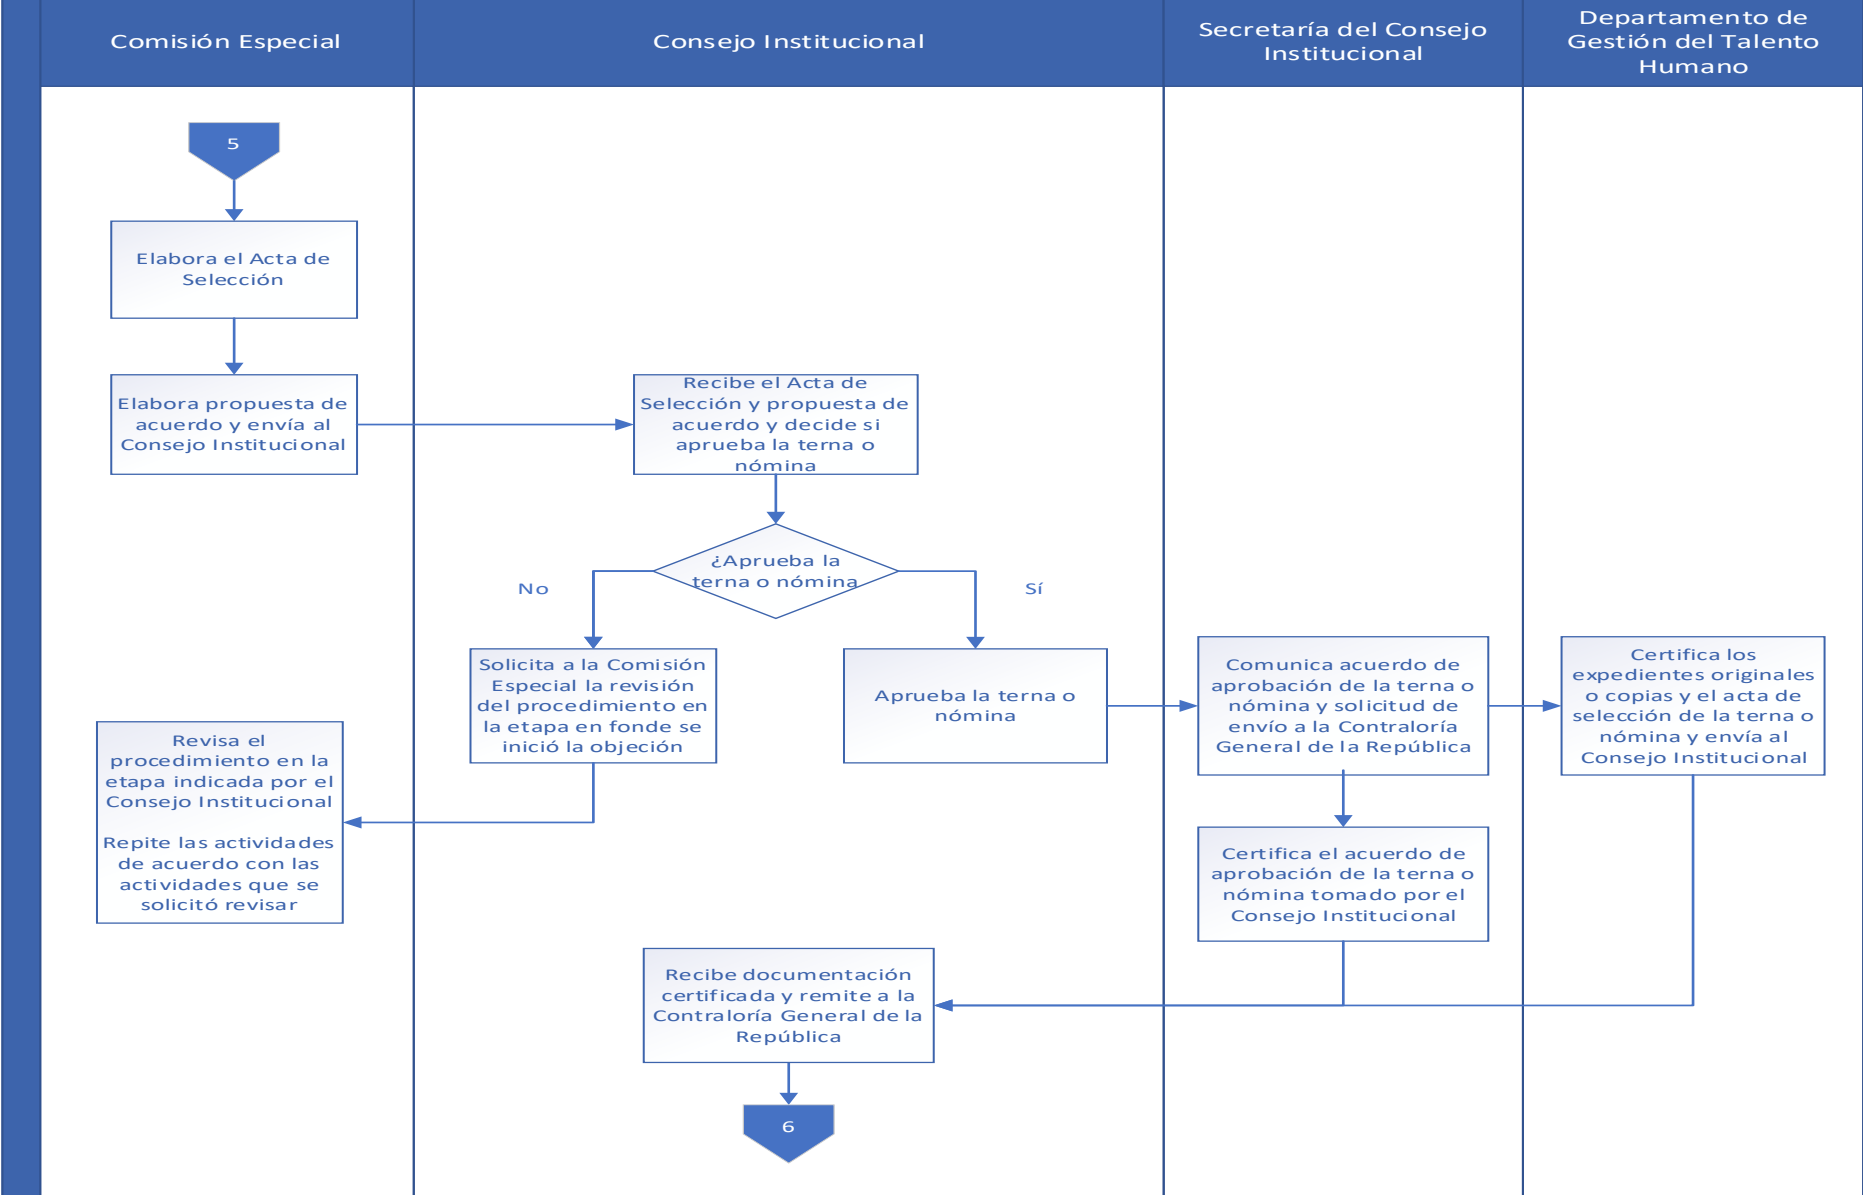 Comisión Especial
Consejo Institucional
Secretaría del Consejo
Institucional
Departamento de
Gestión del Talento
Humano
5
Elabora el Acta de
Selección
Elabora propuesta de
acuerdo y envía al
Consejo Institucional
Recibe el Acta de
Selección y propuesta de
acuerdo y decide si
aprueba la terna o
nómina
¿Aprueba la
terna o nómina
No
Sí
Solicita a la Comisión
Especial la revisión
del procedimiento en
la etapa en fonde se
inició la objeción
Aprueba la terna o
nómina
Comunica acuerdo de
aprobación de la terna o
nómina y solicitud de
envío a la Contraloría
General de la República
Certifica los
expedientes originales
o copias y el acta de
selección de la terna o
nómina y envía al
Consejo Institucional
Revisa el
procedimiento en la
etapa indicada por el
Consejo Institucional
Repite las actividades
de acuerdo con las
actividades que se
solicitó revisar
Certifica el acuerdo de
aprobación de la terna o
nómina tomado por el
Consejo Institucional
Recibe documentación
certificada y remite a la
Contraloría General de la
República
6